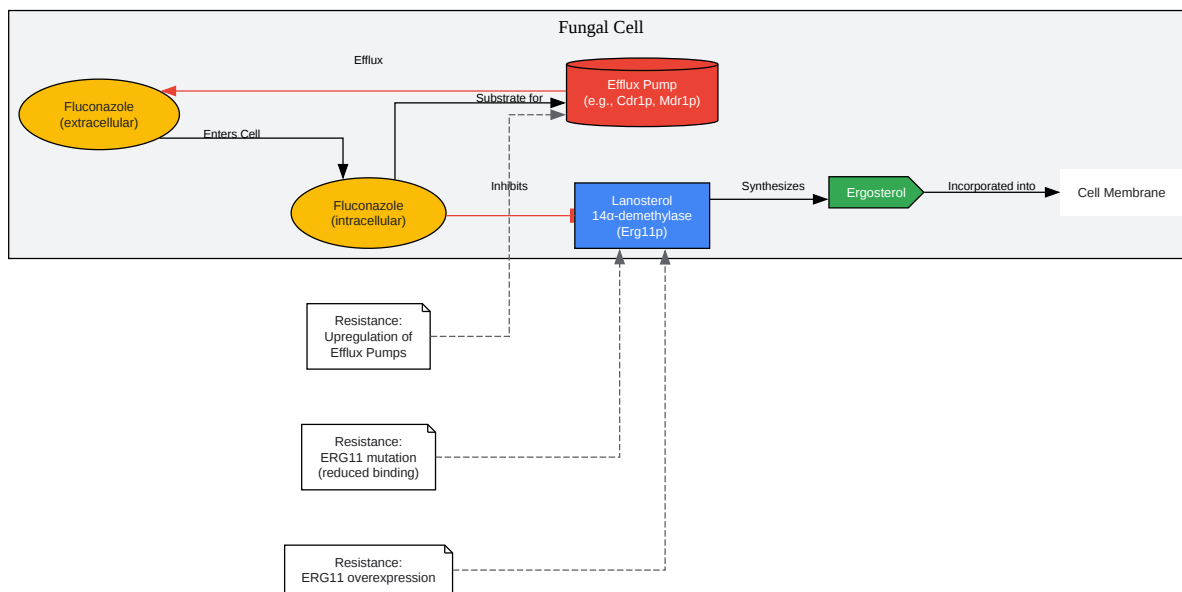 Fungal Cell
Efflux
Efflux Pump
(e.g., Cdr1p, Mdr1p)
Fluconazole
(extracellular)
Substrate for
Enters Cell
Inhibits
Fluconazole
(intracellular)
Lanosterol
14α-demethylase
(Erg11p)
Synthesizes
Ergosterol
Incorporated into
Cell Membrane
Resistance:
Upregulation of
Efflux Pumps
Resistance:
ERG11 mutation
(reduced binding)
Resistance:
ERG11 overexpression